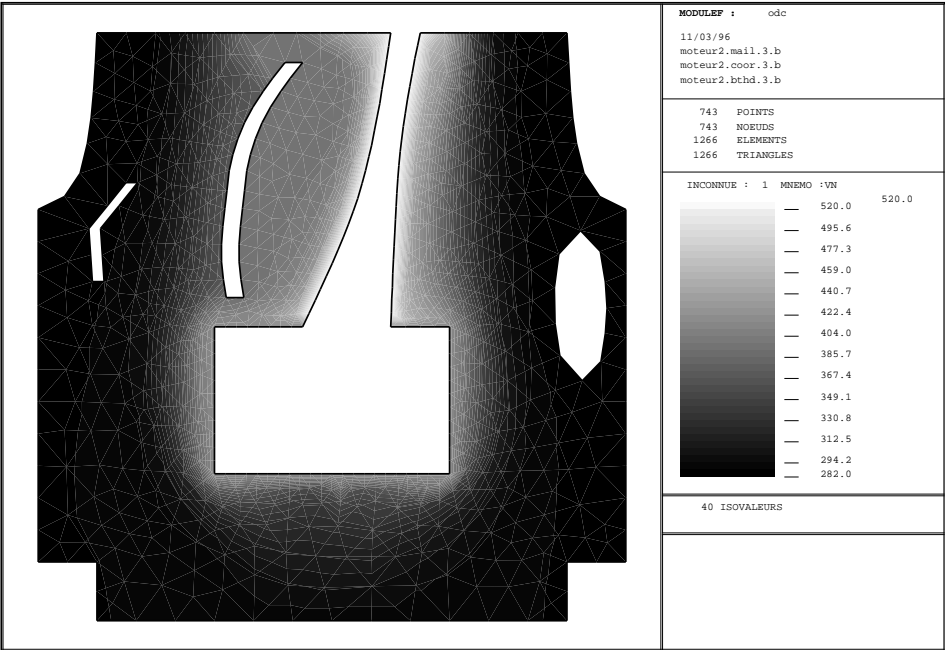 MODULEF : odc
11/03/96
moteur2.mail.3.b
moteur2.coor.3.b
moteur2.bthd.3.b
743 POINTS
743 NOEUDS
1266 ELEMENTS
1266 TRIANGLES
INCONNUE : 1 MNEMO :VN
520.0
520.0
495.6
477.3
459.0
440.7
422.4
404.0
385.7
367.4
349.1
330.8
312.5
294.2
282.0
40 ISOVALEURS